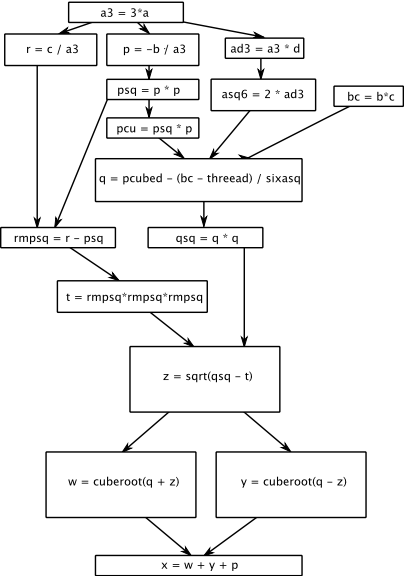 a3 = 3*a
r = c / a3
p = -b / a3
ad3 = a3 * d
psq = p * p
asq6 = 2 * ad3
bc = b*c
pcu = psq * p
q = pcubed - (bc - threead) / sixasq
rmpsq = r - psq
qsq = q * q
t = rmpsq*rmpsq*rmpsq
z = sqrt(qsq - t)
w = cuberoot(q + z)
y = cuberoot(q - z)
x = w + y + p